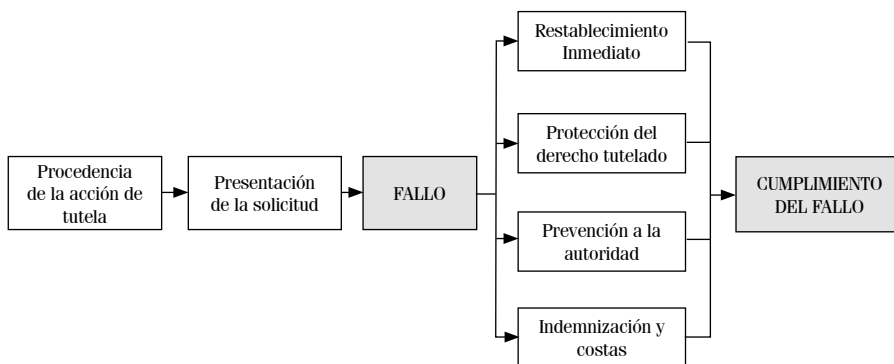 Procedencia
de la acción de
tutela
Presentación
de la solicitud
FALLO
Restablecimiento
Inmediato
Protección del
derecho tutelado
Prevención a la
autoridad
Indemnización y
costas
CUMPLIMIENTO
DEL FALLO